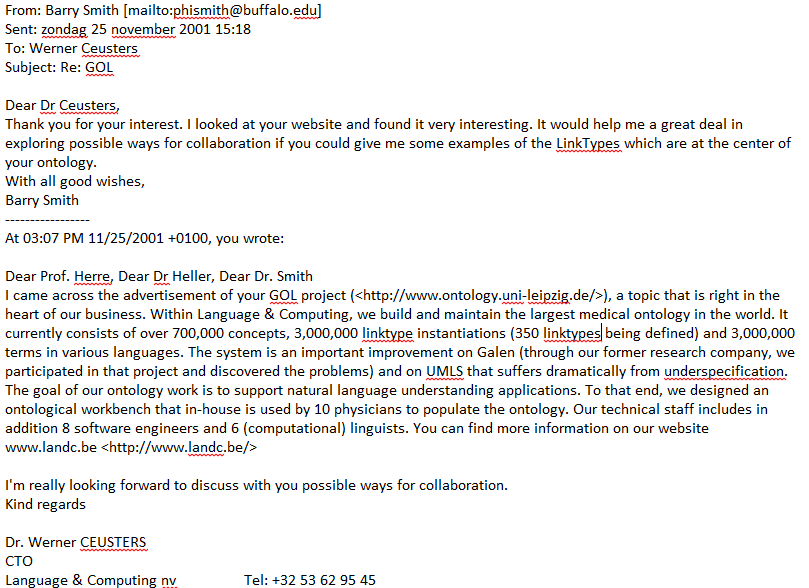 From: Barry Smith [mailto:phismith@buffalo.edu]
Sent: zondag 25 november 2001 15:18
To: Werner Ceusters
Subject: Re: GOL
Dear Dr Ceusters,
Thank you for your interest. I looked at your website and found it very interesting. It would help me a great deal in
exploring possible ways for collaboration if you could give me some examples of the LinkTypes which are at the center of
your ontology.
With all good wishes,
Barry Smith
-----------------
At 03:07 PM 11/25/2001 +0100, you wrote:
Dear Prof. Herre, Dear Dr Heller, Dear Dr. Smith
I came across the advertisement of your GOL project (<http://www.ontology.uni-leipzig.de/>), a topic that is right in the
heart of our business. Within Language & Computing, we build and maintain the largest medical ontology in the world. It
currently consists of over 700,000 concepts, 3,000,000 linktype instantiations (350 linktypes being defined) and 3,000,000
terms in various languages. The system is an important improvement on Galen (through our former research company, we
participated in that project and discovered the problems) and on UMLS that suffers dramatically from underspecification.
The goal of our ontology work is to support natural language understanding applications. To that end, we designed an
ontological workbench that in-house is used by 10 physicians to populate the ontology. Our technical staff includes in
addition 8 software engineers and 6 (computational) linguists. You can find more information on our website
www.landc.be <http://www.landc.be/>
I'm really looking forward to discuss with you possible ways for collaboration.
Kind regards
Dr. Werner CEUSTERS
CTO
Language & Computing nv Tel: +32 53 62 95 45